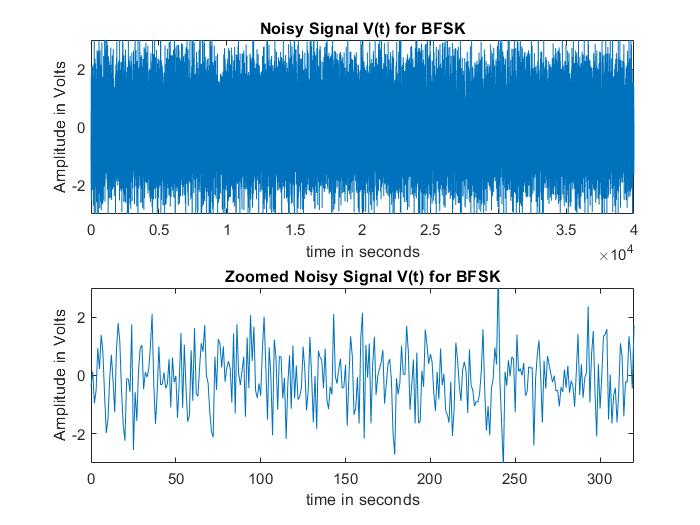 Noisy Signal V(t) for BFSK
Amplitude in Volts
2
0
-2
0 0.5 1 1.5 2 2.5 3 3.5 4
time in seconds
×10^4
Zoomed Noisy Signal V(t) for BFSK
Amplitude in Volts
2
0
-2
0 50 100 150 200 250 300
time in seconds